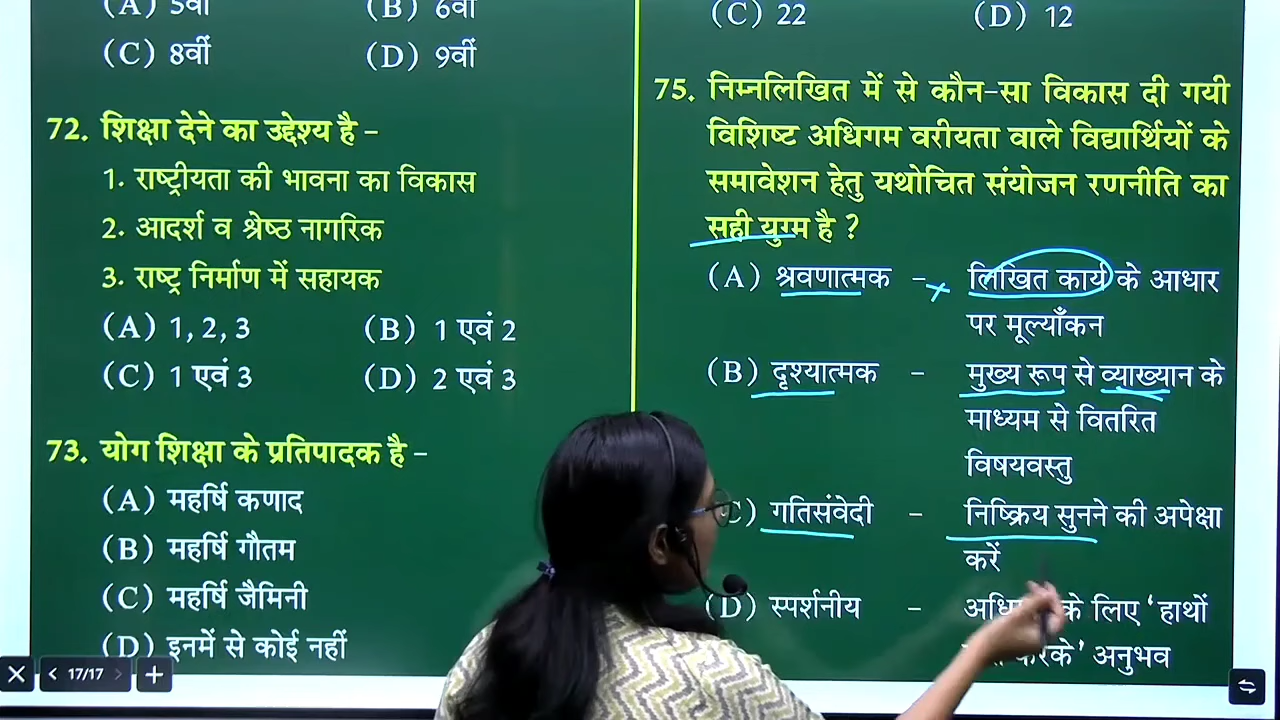 (A) 5वीं (B) 6वीं
(C) 8वीं (D) 9वीं
72. शिक्षा देने का उद्देश्य है –
1. राष्ट्रीयता की भावना का विकास
2. आदर्श व श्रेष्ठ नागरिक
3. राष्ट्र निर्माण में सहायक
(A) 1, 2, 3 (B) 1 एवं 2
(C) 1 एवं 3 (D) 2 एवं 3
73. योग शिक्षा के प्रतिपादक है –
(A) महर्षि कणाद
(B) महर्षि गौतम
(C) महर्षि जैमिनी
(D) इनमें से कोई नहीं
17/17
(C) 22 (D) 12
75. निम्नलिखित में से कौन-सा विकास दी गयी
विशिष्ट अधिगम वरीयता वाले विद्यार्थियों के
समावेशन हेतु यथोचित संयोजन रणनीति का
सही युग्म है ?
(A) श्रवणात्मक – लिखित कार्य के आधार
पर मूल्याँकन
(B) दृश्यात्मक – मुख्य रूप से व्याख्यान के
माध्यम से वितरित
विषयवस्तु
C) गतिसंवेदी – निष्क्रिय सुनने की अपेक्षा
करें
(D) स्पर्शनीय – के लिए ‘हाथों
करके’ अनुभव